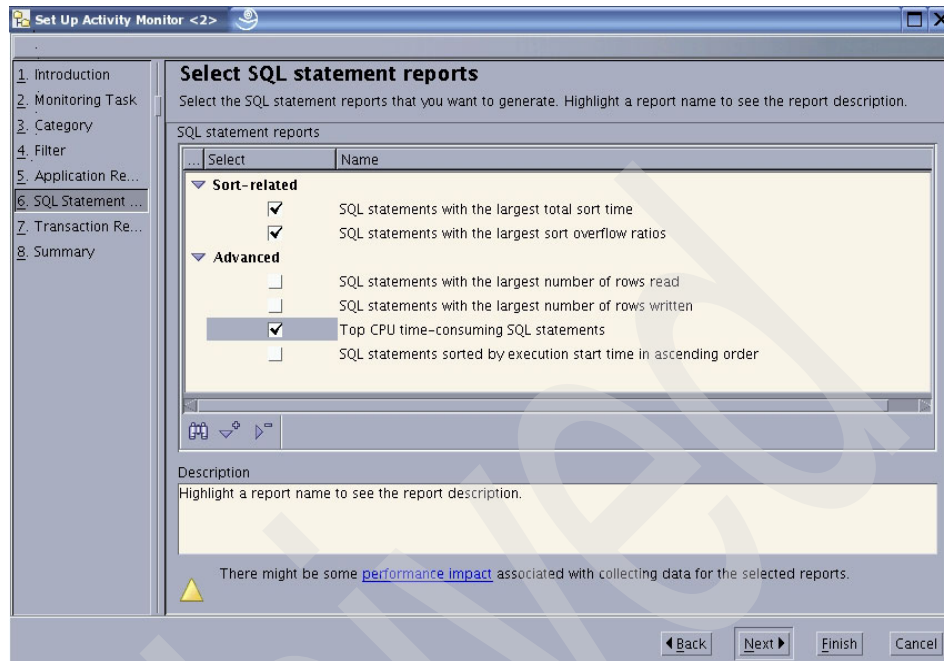 Set Up Activity Monitor <2>
1. Introduction
2. Monitoring Task
3. Category
4. Filter
5. Application Re...
6. SQL Statement ...
7. Transaction Re...
8. Summary
Select SQL statement reports
Select the SQL statement reports that you want to generate. Highlight a report name to see the report description.
SQL statement reports
... Select Name
Sort-related
SQL statements with the largest total sort time
SQL statements with the largest sort overflow ratios
Advanced
SQL statements with the largest number of rows read
SQL statements with the largest number of rows written
Top CPU time-consuming SQL statements
SQL statements sorted by execution start time in ascending order
Description
Highlight a report name to see the report description.
There might be some performance impact associated with collecting data for the selected reports.
Back Next Finish Cancel